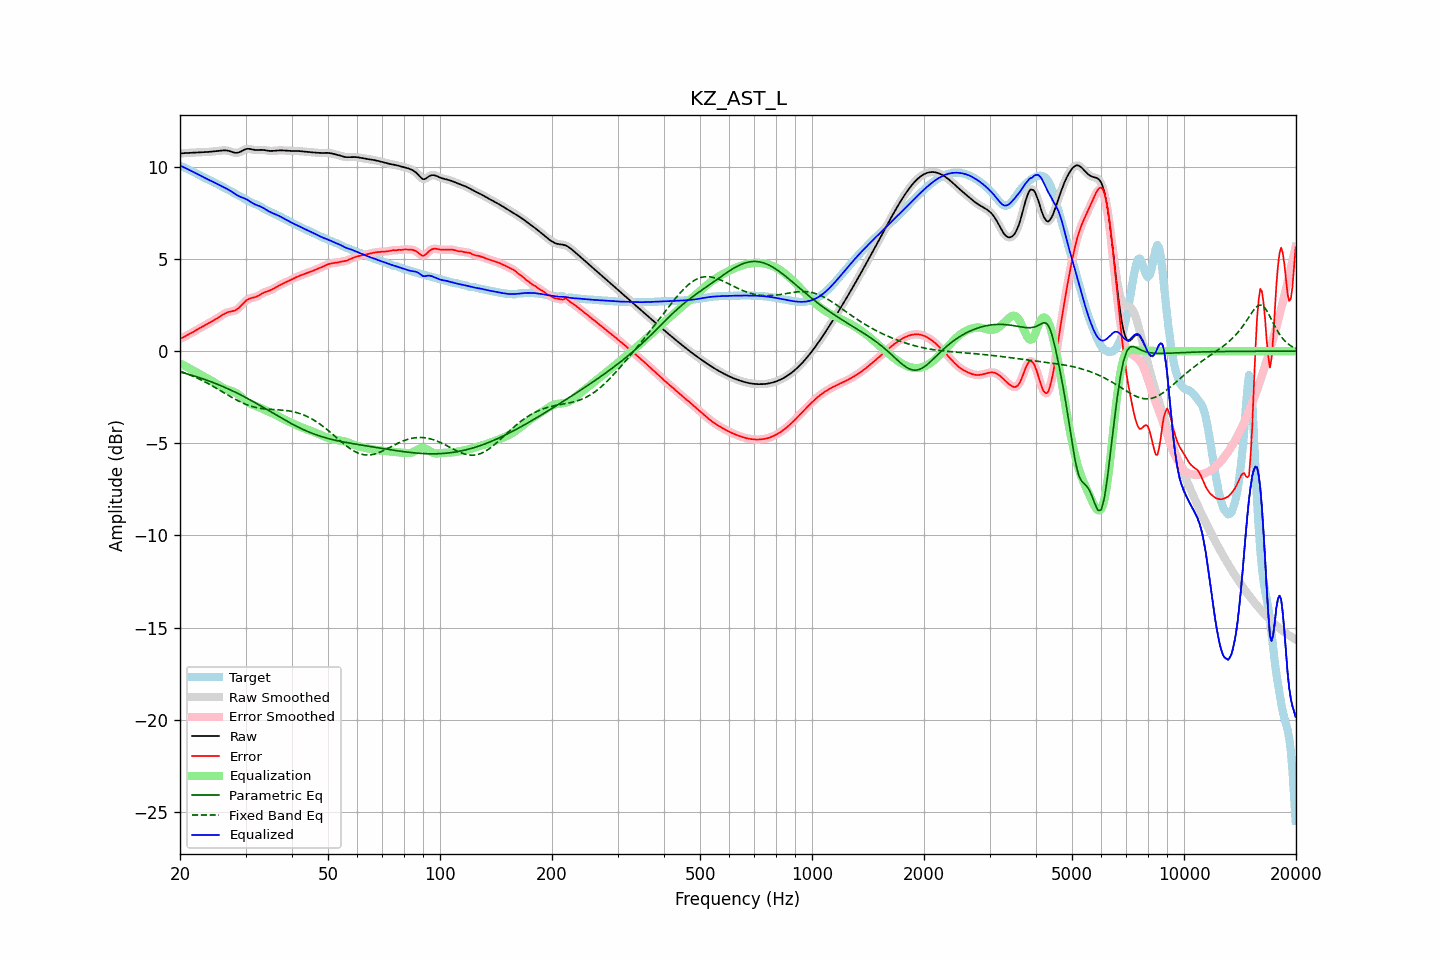 KZ_AST_L
Amplitude (dBr)
10
5
0
−5
−10
−15
−20
−25
Target
Raw Smoothed
Error Smoothed
Raw
Error
Equalization
Parametric Eq
Fixed Band Eq
Equalized
20 50 100 200 500 1000 2000 5000 10000 20000
Frequency (Hz)